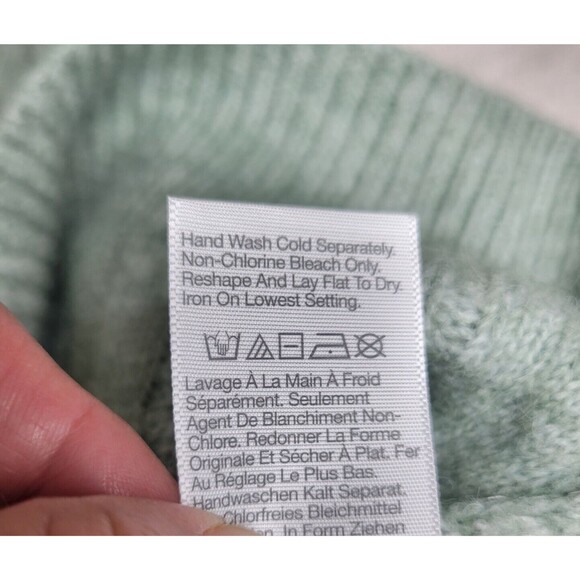 Hand Wash Cold Separately.
Non-Chlorine Bleach Only.
Reshape And Lay Flat To Dry.
Iron On Lowest Setting.
Lavage À La Main À Froid
Séparément. Seulement
Agent De Blanchiment Non-
Chlore. Redonner La Forme
Originale Et Sécher À Plat. Fer
Au Réglage Le Plus Bas.
Handwaschen Kalt Separat.
Chlorfreies Bleichmittel
In Form Ziehen